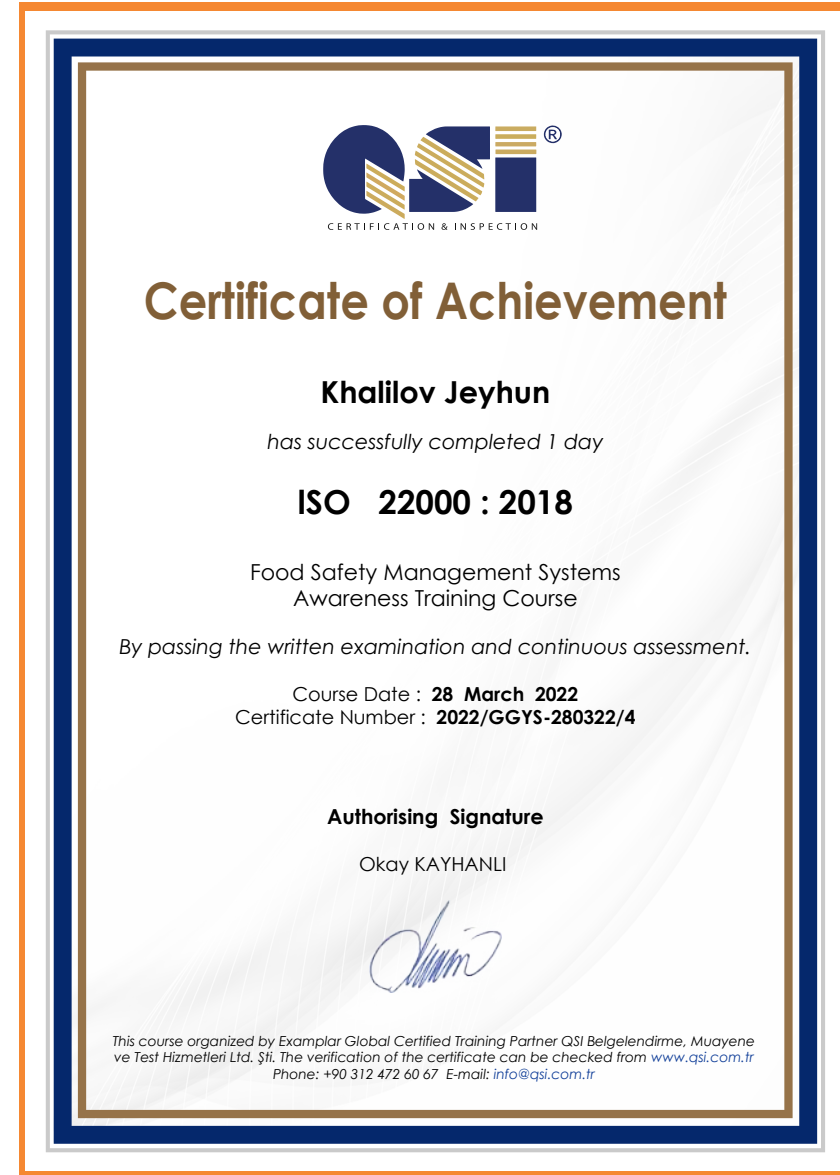 QSI ®
CERTIFICATION & INSPECTION
Certificate of Achievement
Khalilov Jeyhun
has successfully completed 1 day
ISO 22000 : 2018
Food Safety Management Systems
Awareness Training Course
By passing the written examination and continuous assessment.
Course Date : 28 March 2022
Certificate Number : 2022/GGYS-280322/4
Authorising Signature
Okay KAYHANLI
This course organized by Examplar Global Certified Training Partner QSI Belgelendirme, Muayene
ve Test Hizmetleri Ltd. Şti. The verification of the certificate can be checked from www.qsi.com.tr
Phone: +90 312 472 60 67 E-mail: info@qsi.com.tr